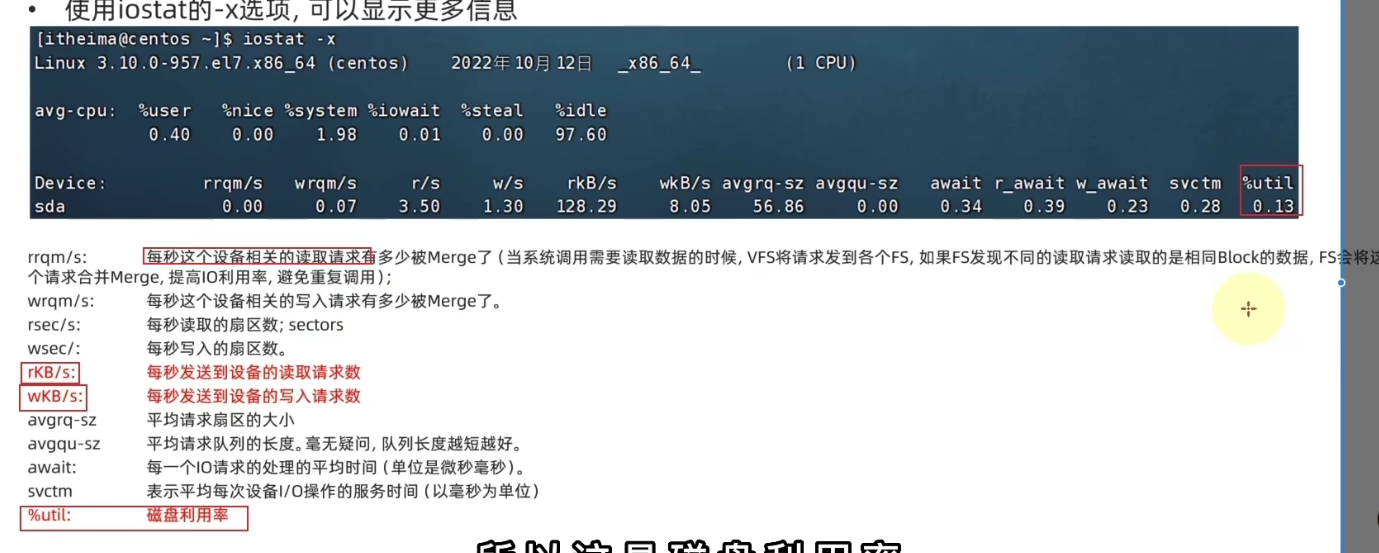 • 使用iostat的-x选项, 可以显示更多信息
[itheima@centos ~]$ iostat -x
Linux 3.10.0-957.el7.x86_64 (centos) 2022年10月12日 _x86_64_ (1 CPU)
avg-cpu: %user %nice %system %iowait %steal %idle
0.40 0.00 1.98 0.01 0.00 97.60
Device: rrqm/s wrqm/s r/s w/s rkB/s wkB/s avgrq-sz avgqu-sz await r_await w_await svctm %util
sda 0.00 0.07 3.50 1.30 128.29 8.05 56.86 0.00 0.34 0.39 0.23 0.28 0.13
rrqm/s: 每秒这个设备相关的读取请求有多少被Merge了 (当系统调用需要读取数据的时候, VFS将请求发到各个FS, 如果FS发现不同的读取请求读取的是相同Block的数据, FS会将这
个请求合并Merge, 提高IO利用率, 避免重复调用);
wrqm/s: 每秒这个设备相关的写入请求有多少被Merge了。
rsec/s: 每秒读取的扇区数; sectors
wsec/: 每秒写入的扇区数。
rKB/s: 每秒发送到设备的读取请求数
wKB/s: 每秒发送到设备的写入请求数
avgrq-sz 平均请求扇区的大小
avgqu-sz 平均请求队列的长度。毫无疑问, 队列长度越短越好。
await: 每一个IO请求的处理的平均时间 (单位是微秒毫秒)。
svctm 表示平均每次设备I/O操作的服务时间 (以毫秒为单位)
%util: 磁盘利用率
所以这是磁盘利用率